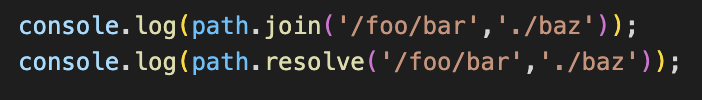 console.log(path.join('/foo/bar','./baz'));
console.log(path.resolve('/foo/bar','./baz'));